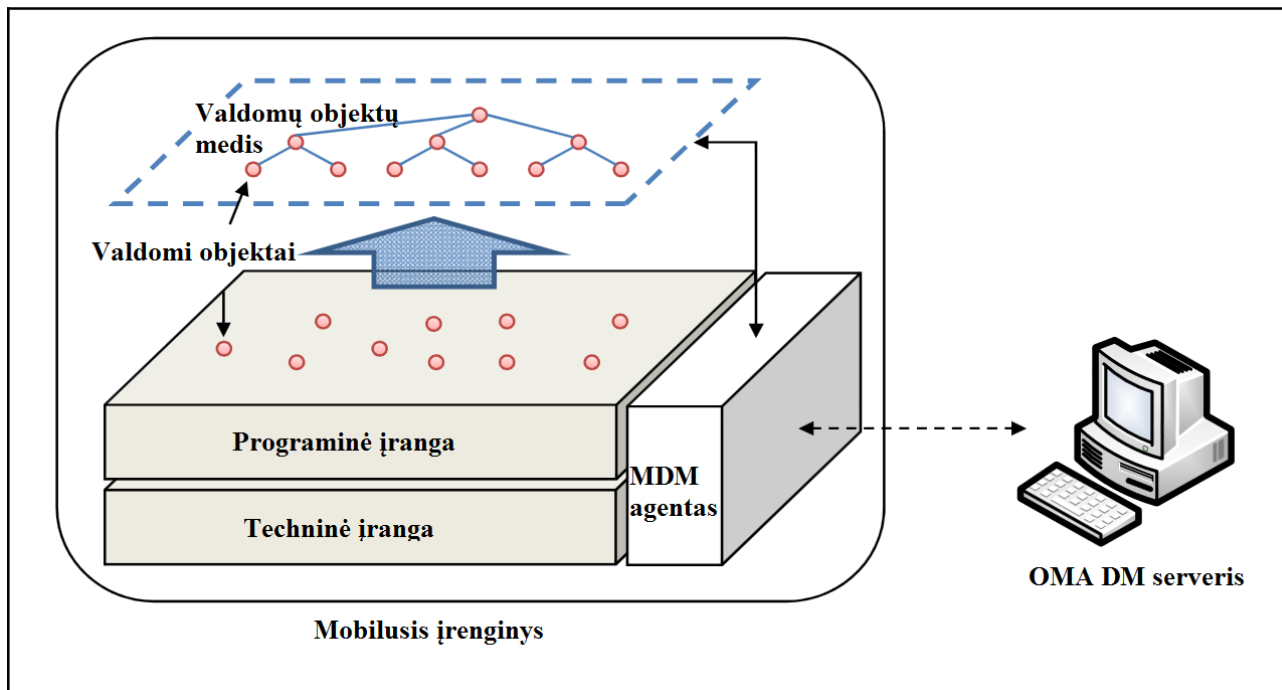 Valdomų objektų
medis
Valdomi objektai
Programinė įranga
MDM
agentas
Techninė įranga
OMA DM serveris
Mobilusis įrenginys